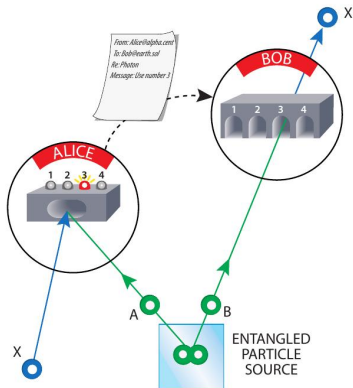 X
From: Alice@alpha.cent
To: Bob@earth.sol
Re: Photon
Message: Use number 3
BOB
1 2 3 4
ALICE
1 2 3 4
A
B
X
ENTANGLED
PARTICLE
SOURCE